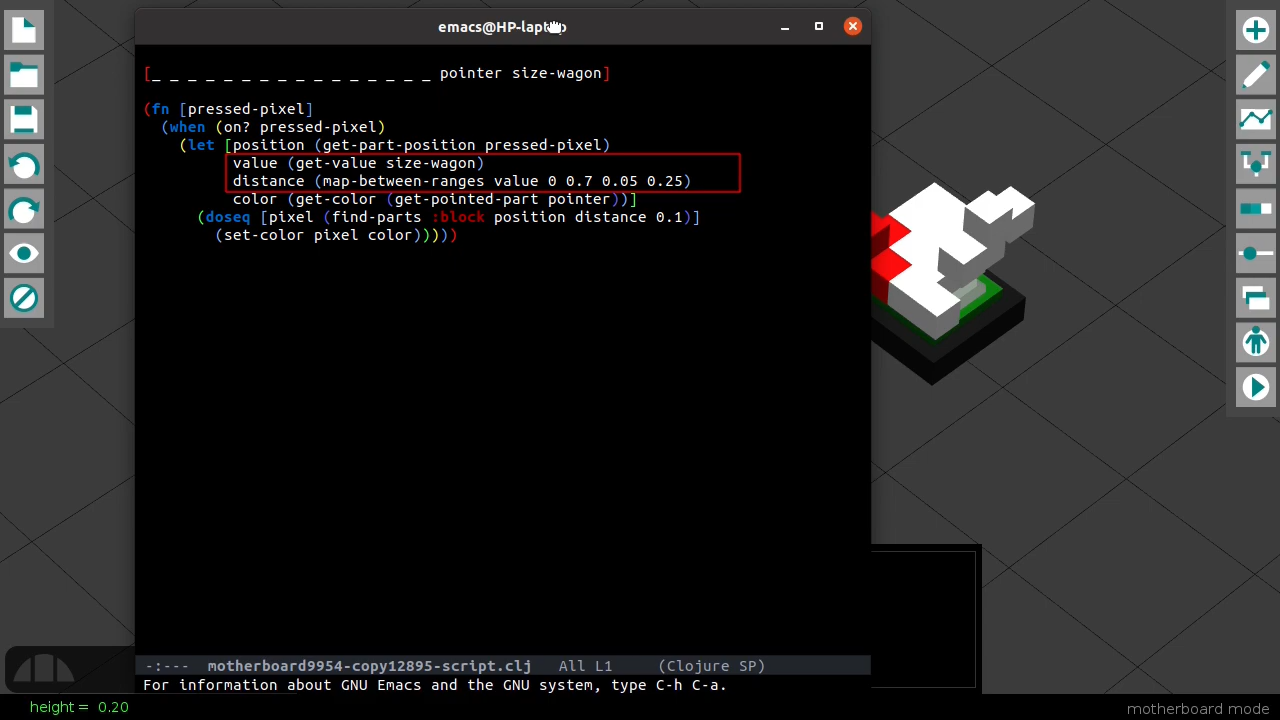 emacs@HP-laptop
[_ _ _ _ _ _ _ _ _ _ _ _ _ _ _ _ pointer size-wagon]
(fn [pressed-pixel]
(when (on? pressed-pixel)
(let [position (get-part-position pressed-pixel)
value (get-value size-wagon)
distance (map-between-ranges value 0 0.7 0.05 0.25)
color (get-color (get-pointed-part pointer))]
(doseq [pixel (find-parts :block position distance 0.1)]
(set-color pixel color)))))
-:--- motherboard9954-copy12895-script.clj All L1 (Clojure SP)
For information about GNU Emacs and the GNU system, type C-h C-a.
height = 0.20
motherboard mode